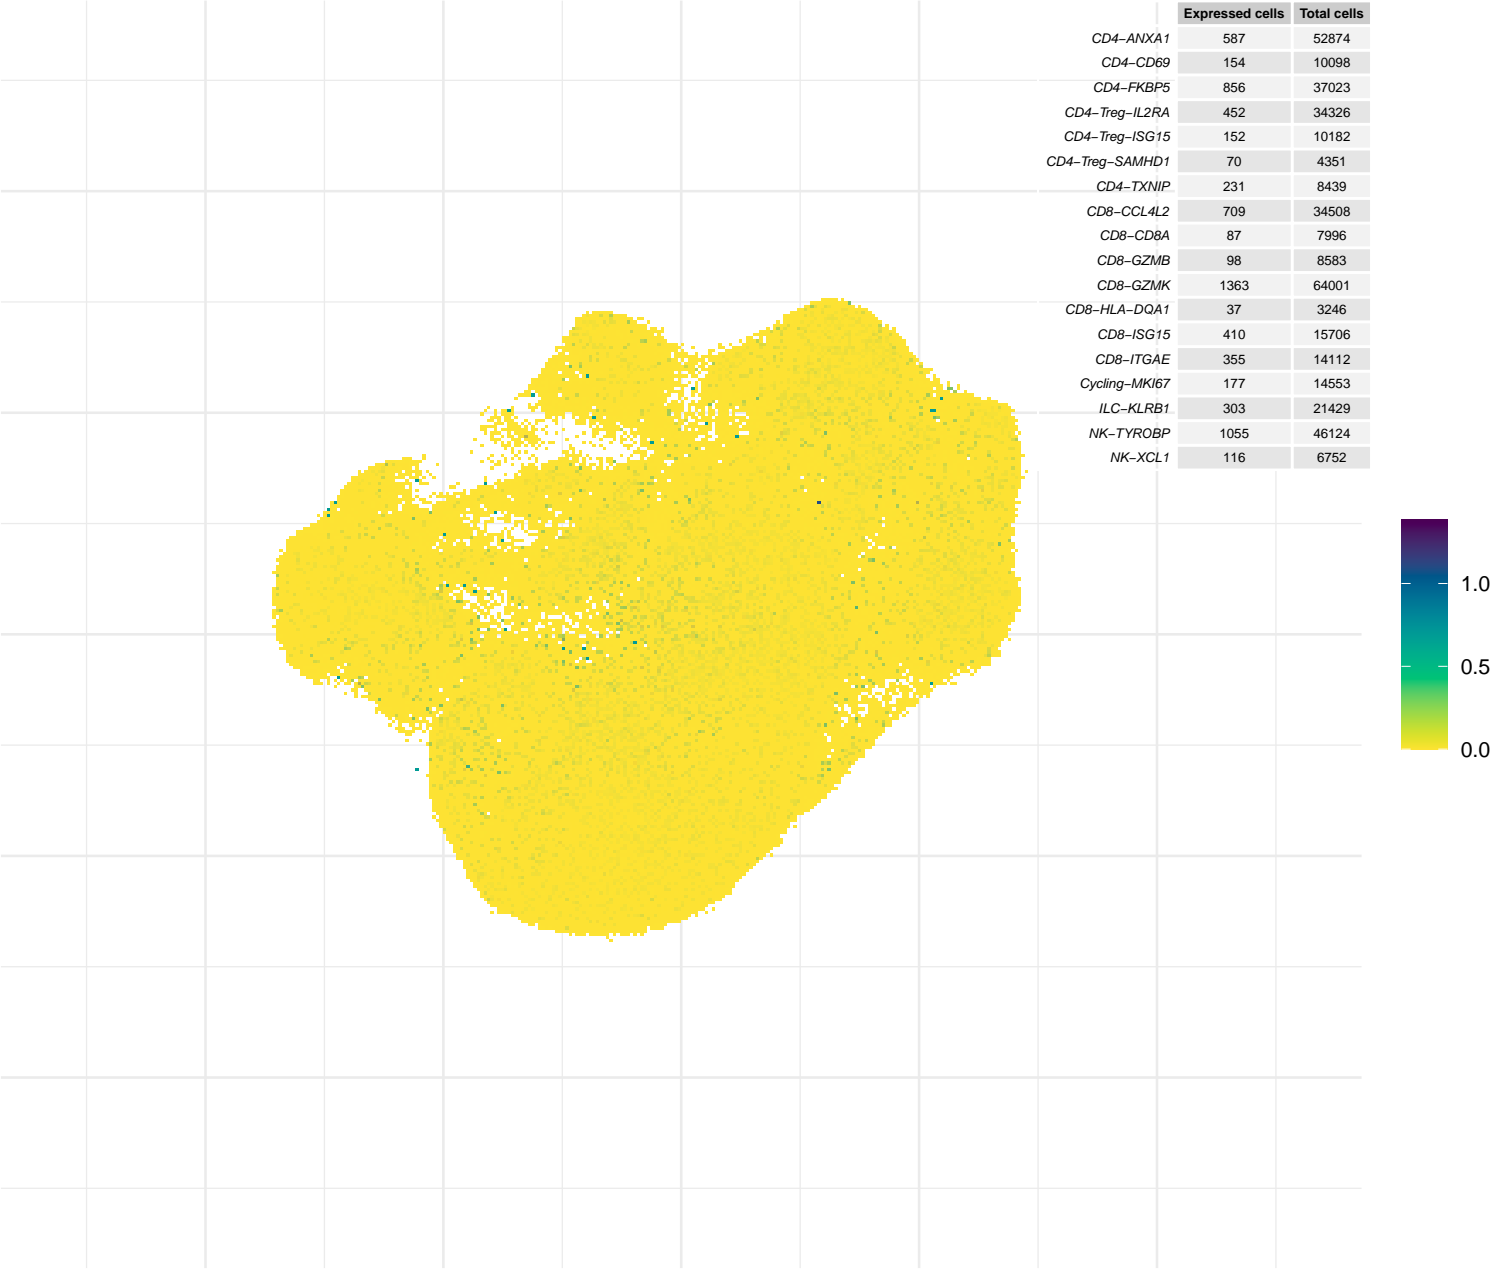 Expressed cells Total cells
CD4−ANXA1 587 52874
CD4−CD69 154 10098
CD4−FKBP5 856 37023
CD4−Treg−IL2RA 452 34326
CD4−Treg−ISG15 152 10182
CD4−Treg−SAMHD1 70 4351
CD4−TXNIP 231 8439
CD8−CCL4L2 709 34508
CD8−CD8A 87 7996
CD8−GZMB 98 8583
CD8−GZMK 1363 64001
CD8−HLA−DQA1 37 3246
CD8−ISG15 410 15706
CD8−ITGAE 355 14112
Cycling−MKI67 177 14553
ILC−KLRB1 303 21429
NK−TYROBP 1055 46124
NK−XCL1 116 6752
1.0
0.5
0.0